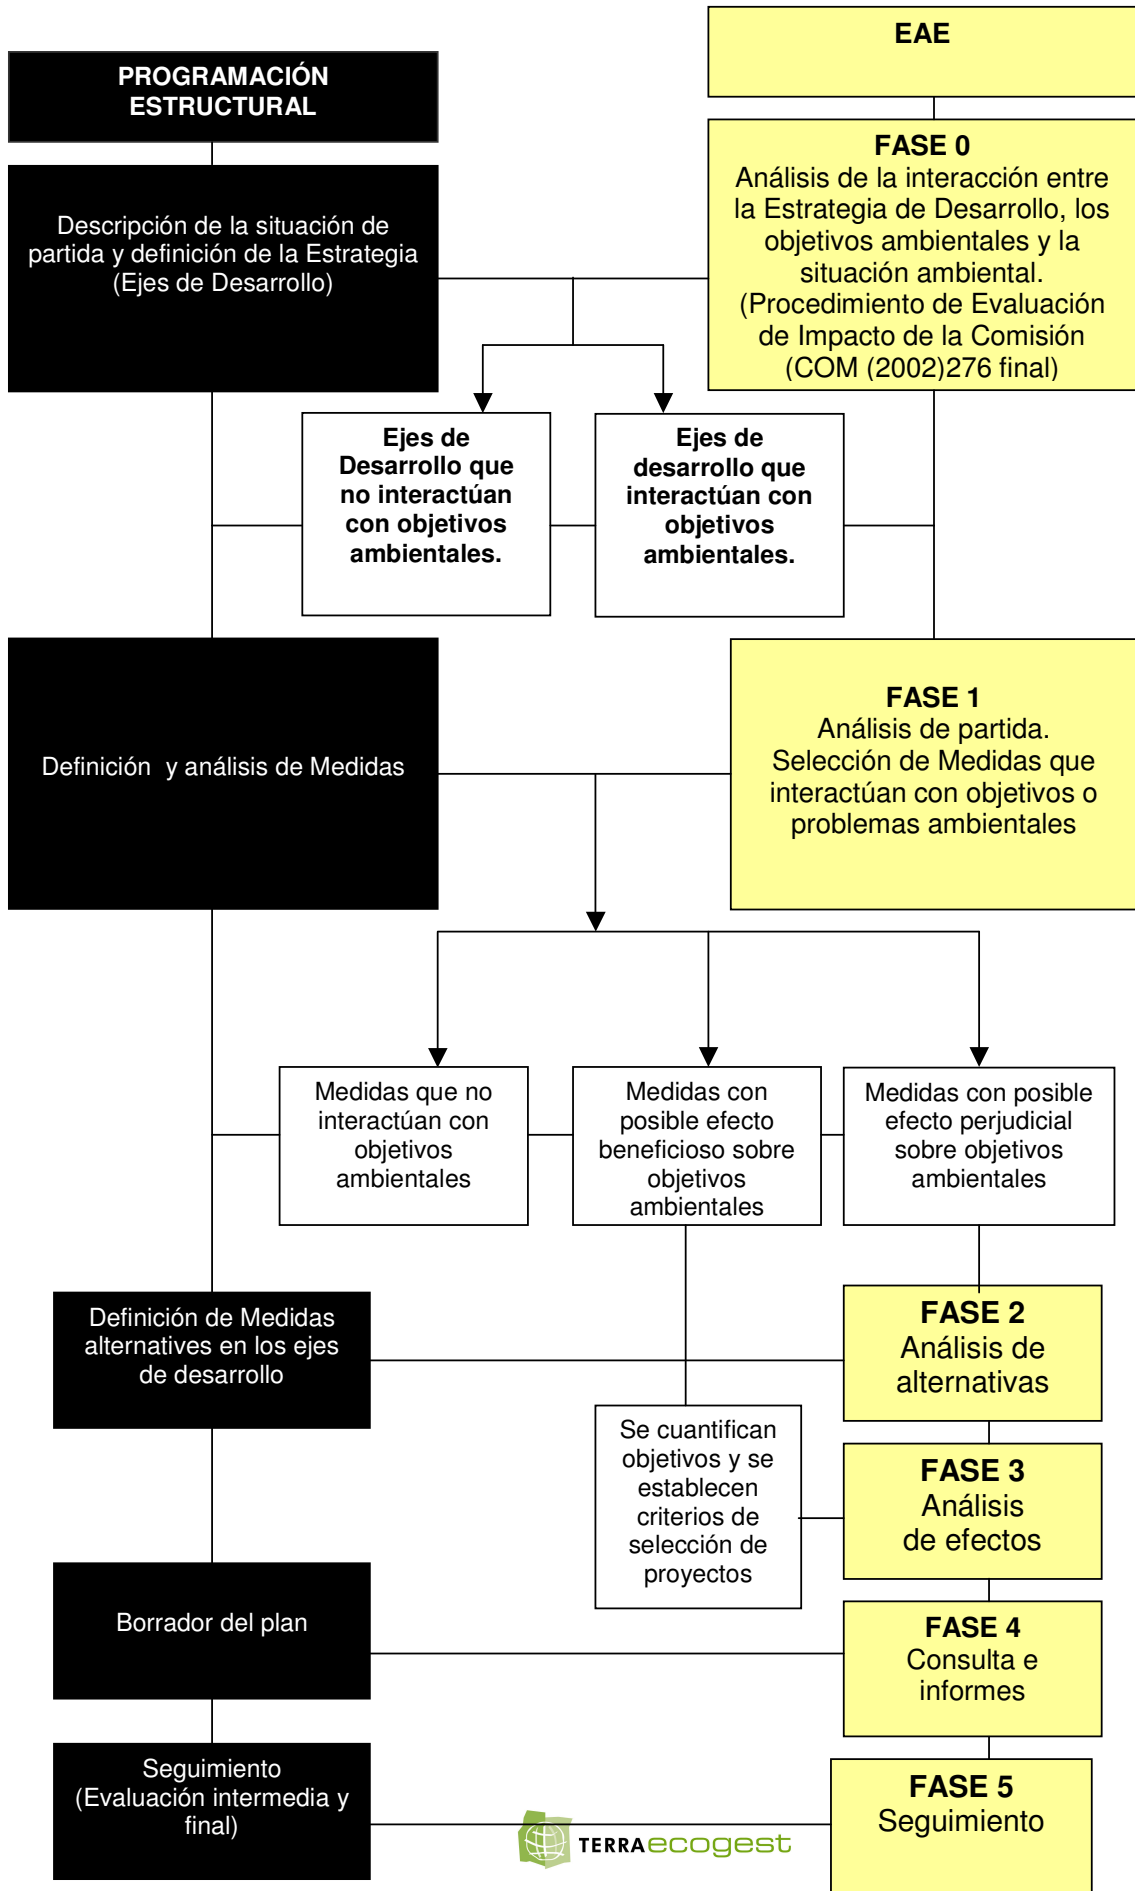 EAE
PROGRAMACIÓN
ESTRUCTURAL
FASE 0
Análisis de la interacción entre
la Estrategia de Desarrollo, los
objetivos ambientales y la
situación ambiental.
(Procedimiento de Evaluación
de Impacto de la Comisión
(COM (2002)276 final)
Descripción de la situación de
partida y definición de la Estrategia
(Ejes de Desarrollo)
Ejes de
Desarrollo que
no interactúan
con objetivos
ambientales.
Ejes de
desarrollo que
interactúan con
objetivos
ambientales.
Definición y análisis de Medidas
FASE 1
Análisis de partida.
Selección de Medidas que
interactúan con objetivos o
problemas ambientales
Medidas que no
interactúan con
objetivos
ambientales
Medidas con
posible efecto
beneficioso sobre
objetivos
ambientales
Medidas con posible
efecto perjudicial
sobre objetivos
ambientales
Definición de Medidas
alternatives en los ejes
de desarrollo
FASE 2
Análisis de
alternativas
Se cuantifican
objetivos y se
establecen
criterios de
selección de
proyectos
FASE 3
Análisis
de efectos
Borrador del plan
FASE 4
Consulta e
informes
Seguimiento
(Evaluación intermedia y
final)
FASE 5
Seguimiento
TERRAecogest